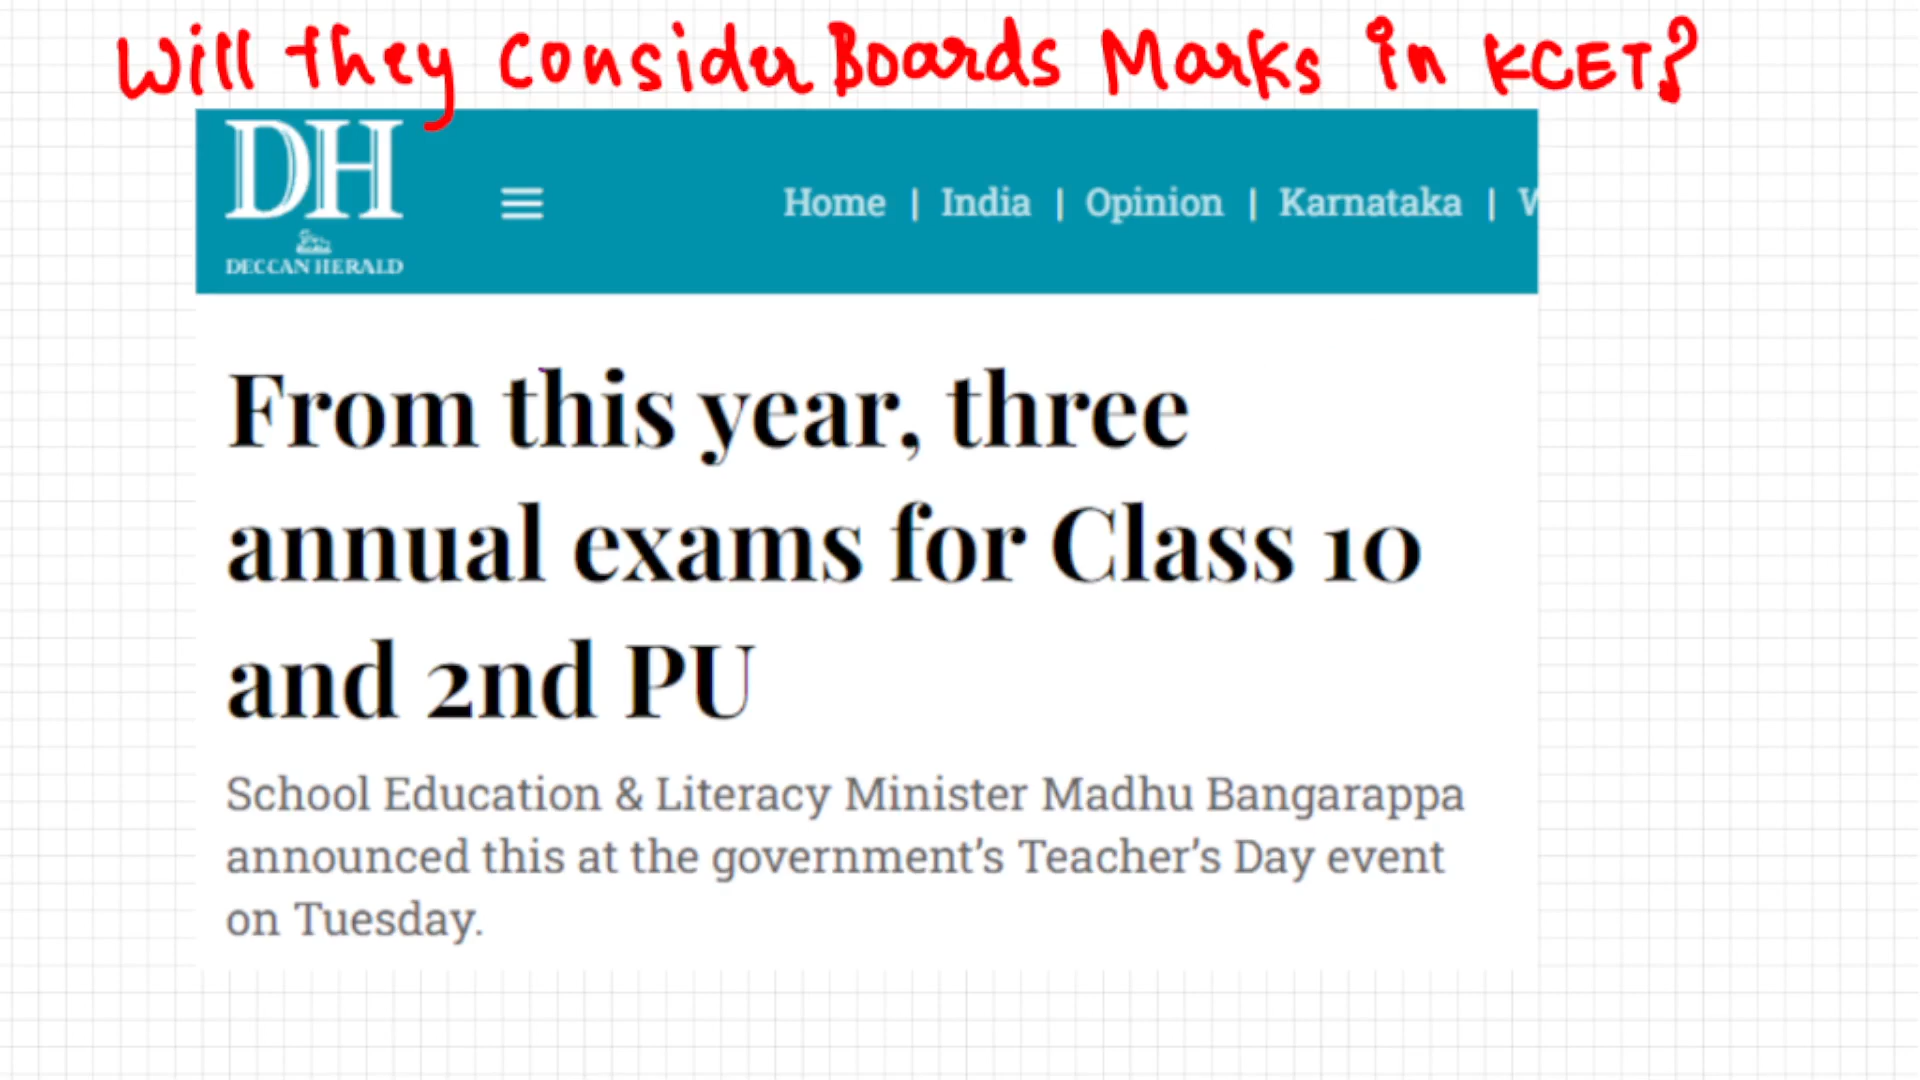 Will they Consider Boards Marks in KCET?
DH
DECCAN HERALD
Home | India | Opinion | Karnataka |
From this year, three
annual exams for Class 10
and 2nd PU
School Education & Literacy Minister Madhu Bangarappa
announced this at the government's Teacher's Day event
on Tuesday.